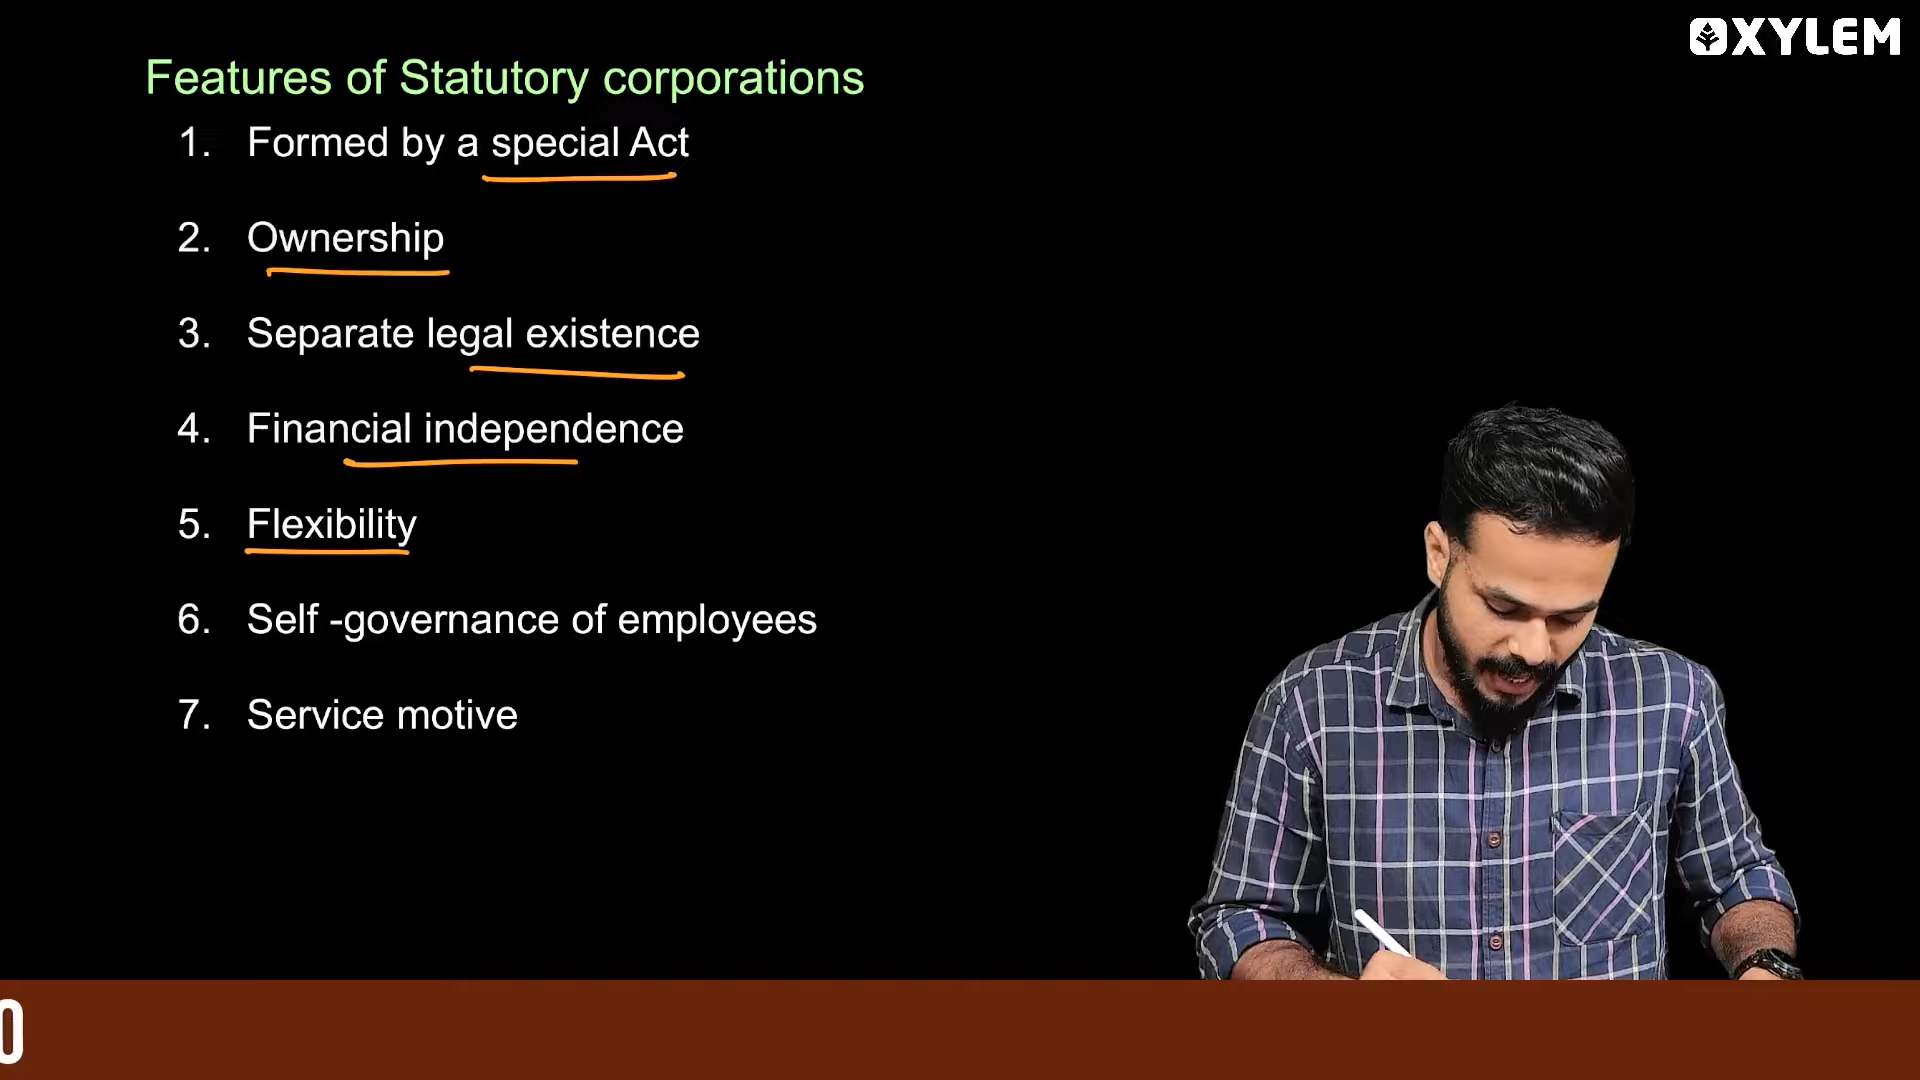 XYLEM
Features of Statutory corporations
1. Formed by a special Act
2. Ownership
3. Separate legal existence
4. Financial independence
5. Flexibility
6. Self -governance of employees
7. Service motive
0